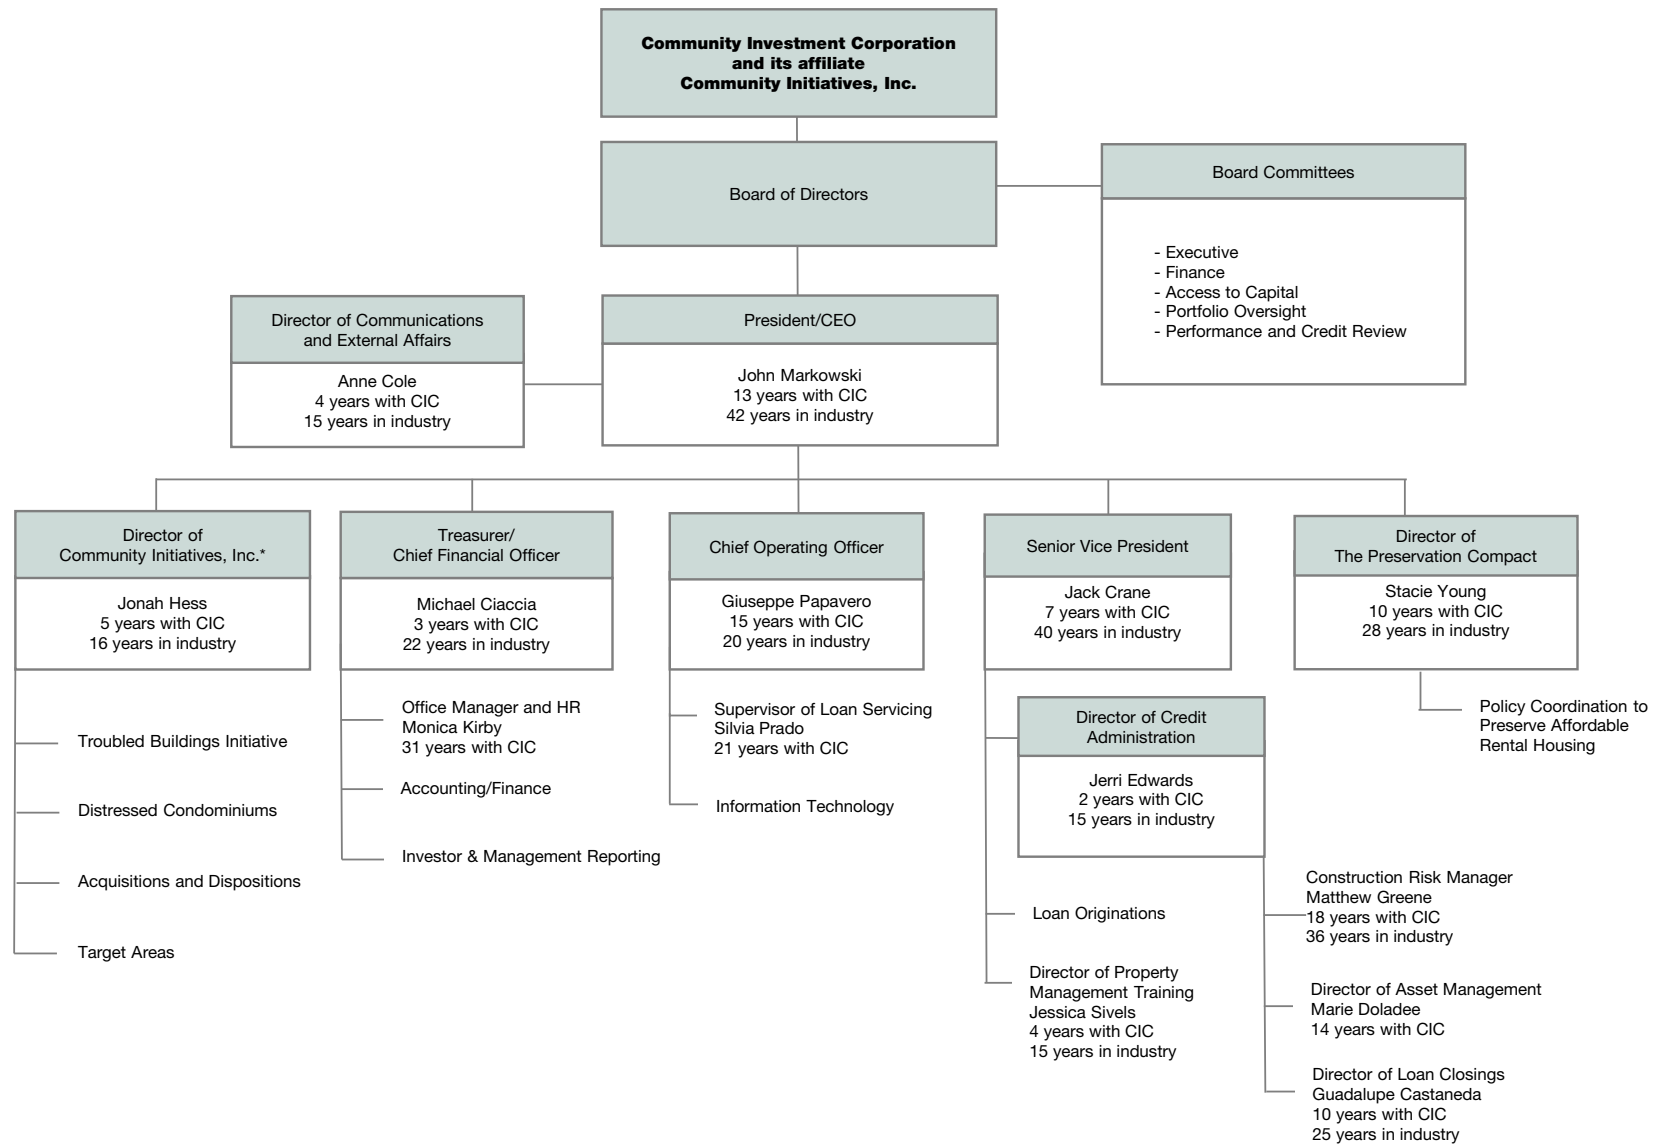 Community Investment Corporation
and its affiliate
Community Initiatives, Inc.
Board of Directors
Board Committees
- Executive
- Finance
- Access to Capital
- Portfolio Oversight
- Performance and Credit Review
Director of Communications
and External Affairs
Anne Cole
4 years with CIC
15 years in industry
President/CEO
John Markowski
13 years with CIC
42 years in industry
Director of
Community Initiatives, Inc.*
Jonah Hess
5 years with CIC
16 years in industry
Troubled Buildings Initiative
Distressed Condominiums
Acquisitions and Dispositions
Target Areas
Treasurer/
Chief Financial Officer
Michael Ciaccia
3 years with CIC
22 years in industry
Office Manager and HR
Monica Kirby
31 years with CIC
Accounting/Finance
Investor & Management Reporting
Chief Operating Officer
Giuseppe Papavero
15 years with CIC
20 years in industry
Supervisor of Loan Servicing
Silvia Prado
21 years with CIC
Information Technology
Senior Vice President
Jack Crane
7 years with CIC
40 years in industry
Director of Credit
Administration
Jerri Edwards
2 years with CIC
15 years in industry
Loan Originations
Director of Property
Management Training
Jessica Sivels
4 years with CIC
15 years in industry
Construction Risk Manager
Matthew Greene
18 years with CIC
36 years in industry
Director of Asset Management
Marie Doladee
14 years with CIC
Director of Loan Closings
Guadalupe Castaneda
10 years with CIC
25 years in industry
Director of
The Preservation Compact
Stacie Young
10 years with CIC
28 years in industry
Policy Coordination to
Preserve Affordable
Rental Housing